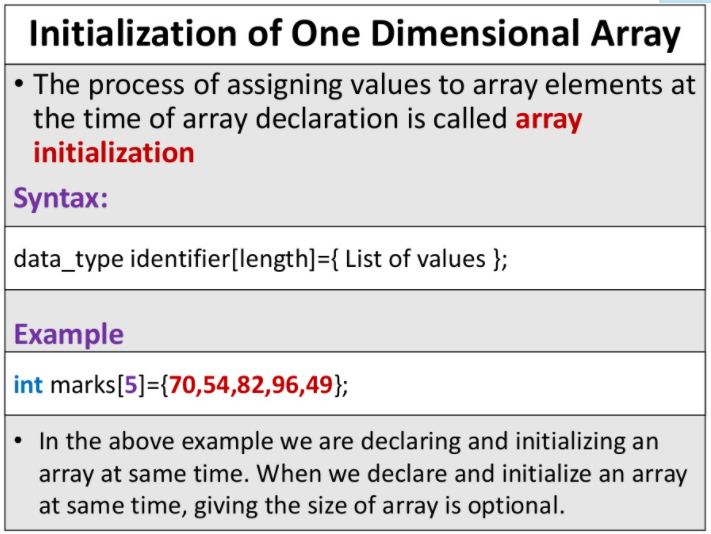 Initialization of One Dimensional Array
• The process of assigning values to array elements at
the time of array declaration is called array
initialization
Syntax:
data_type identifier[length]={ List of values };
Example
int marks[5]={70,54,82,96,49};
• In the above example we are declaring and initializing an
array at same time. When we declare and initialize an array
at same time, giving the size of array is optional.